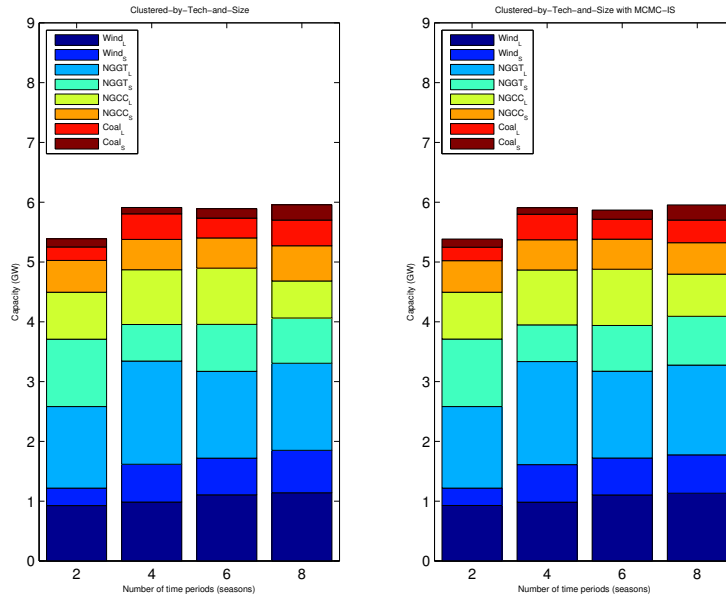 Clustered−by−Tech−and−Size
9
8
7
6
5
4
3
2
1
0
Capacity (GW)
Wind_L
Wind_S
NGGT_L
NGGT_S
NGCC_L
NGCC_S
Coal_L
Coal_S
2 4 6 8
Number of time periods (seasons)
Clustered−by−Tech−and−Size with MCMC−IS
9
8
7
6
5
4
3
2
1
0
Capacity (GW)
Wind_L
Wind_S
NGGT_L
NGGT_S
NGCC_L
NGCC_S
Coal_L
Coal_S
2 4 6 8
Number of time periods (seasons)